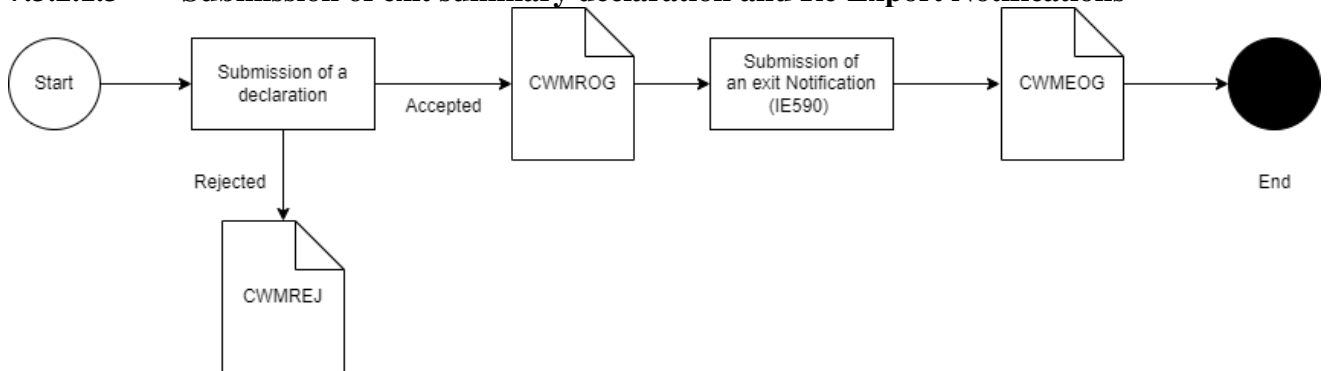 Submission of exit summary declaration and Re-Export Notifications
Start
Submission of a
declaration
Accepted
CWMROG
Submission of
an exit Notification
(IE590)
CWMEOG
Rejected
End
CWMREJ